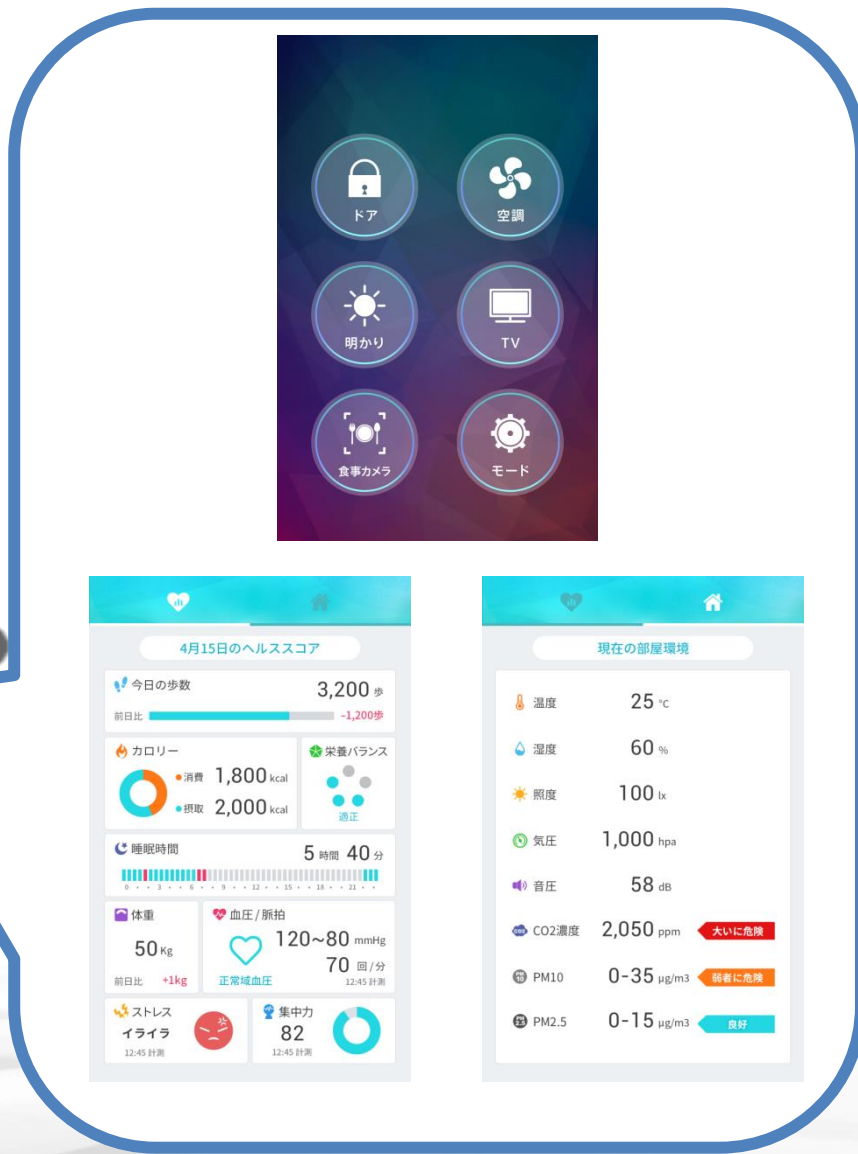 ドア
空調
明かり
TV
食事カメラ
モード
4月15日のヘルススコア
今日の歩数
3,200 歩
前日比
-1,200歩
カロリー
消費 1,800 kcal
摂取 2,000 kcal
栄養バランス
適正
睡眠時間
5 時間 40 分
0 ・ ・ 3 ・ ・ 6 ・ ・ 9 ・ ・ 12 ・ ・ 15 ・ ・ 18 ・ ・ 21 ・ ・
体重
50 Kg
前日比 +1kg
血圧 / 脈拍
120~80 mmHg
70 回/分
正常域血圧
12:45 計測
ストレス
イライラ
12:45 計測
集中力
82
12:45 計測
現在の部屋環境
温度 25 ℃
湿度 60 %
照度 100 lx
気圧 1,000 hpa
音圧 58 dB
CO2濃度 2,050 ppm 大いに危険
PM10 0-35 μg/m3 弱者に危険
PM2.5 0-15 μg/m3 良好